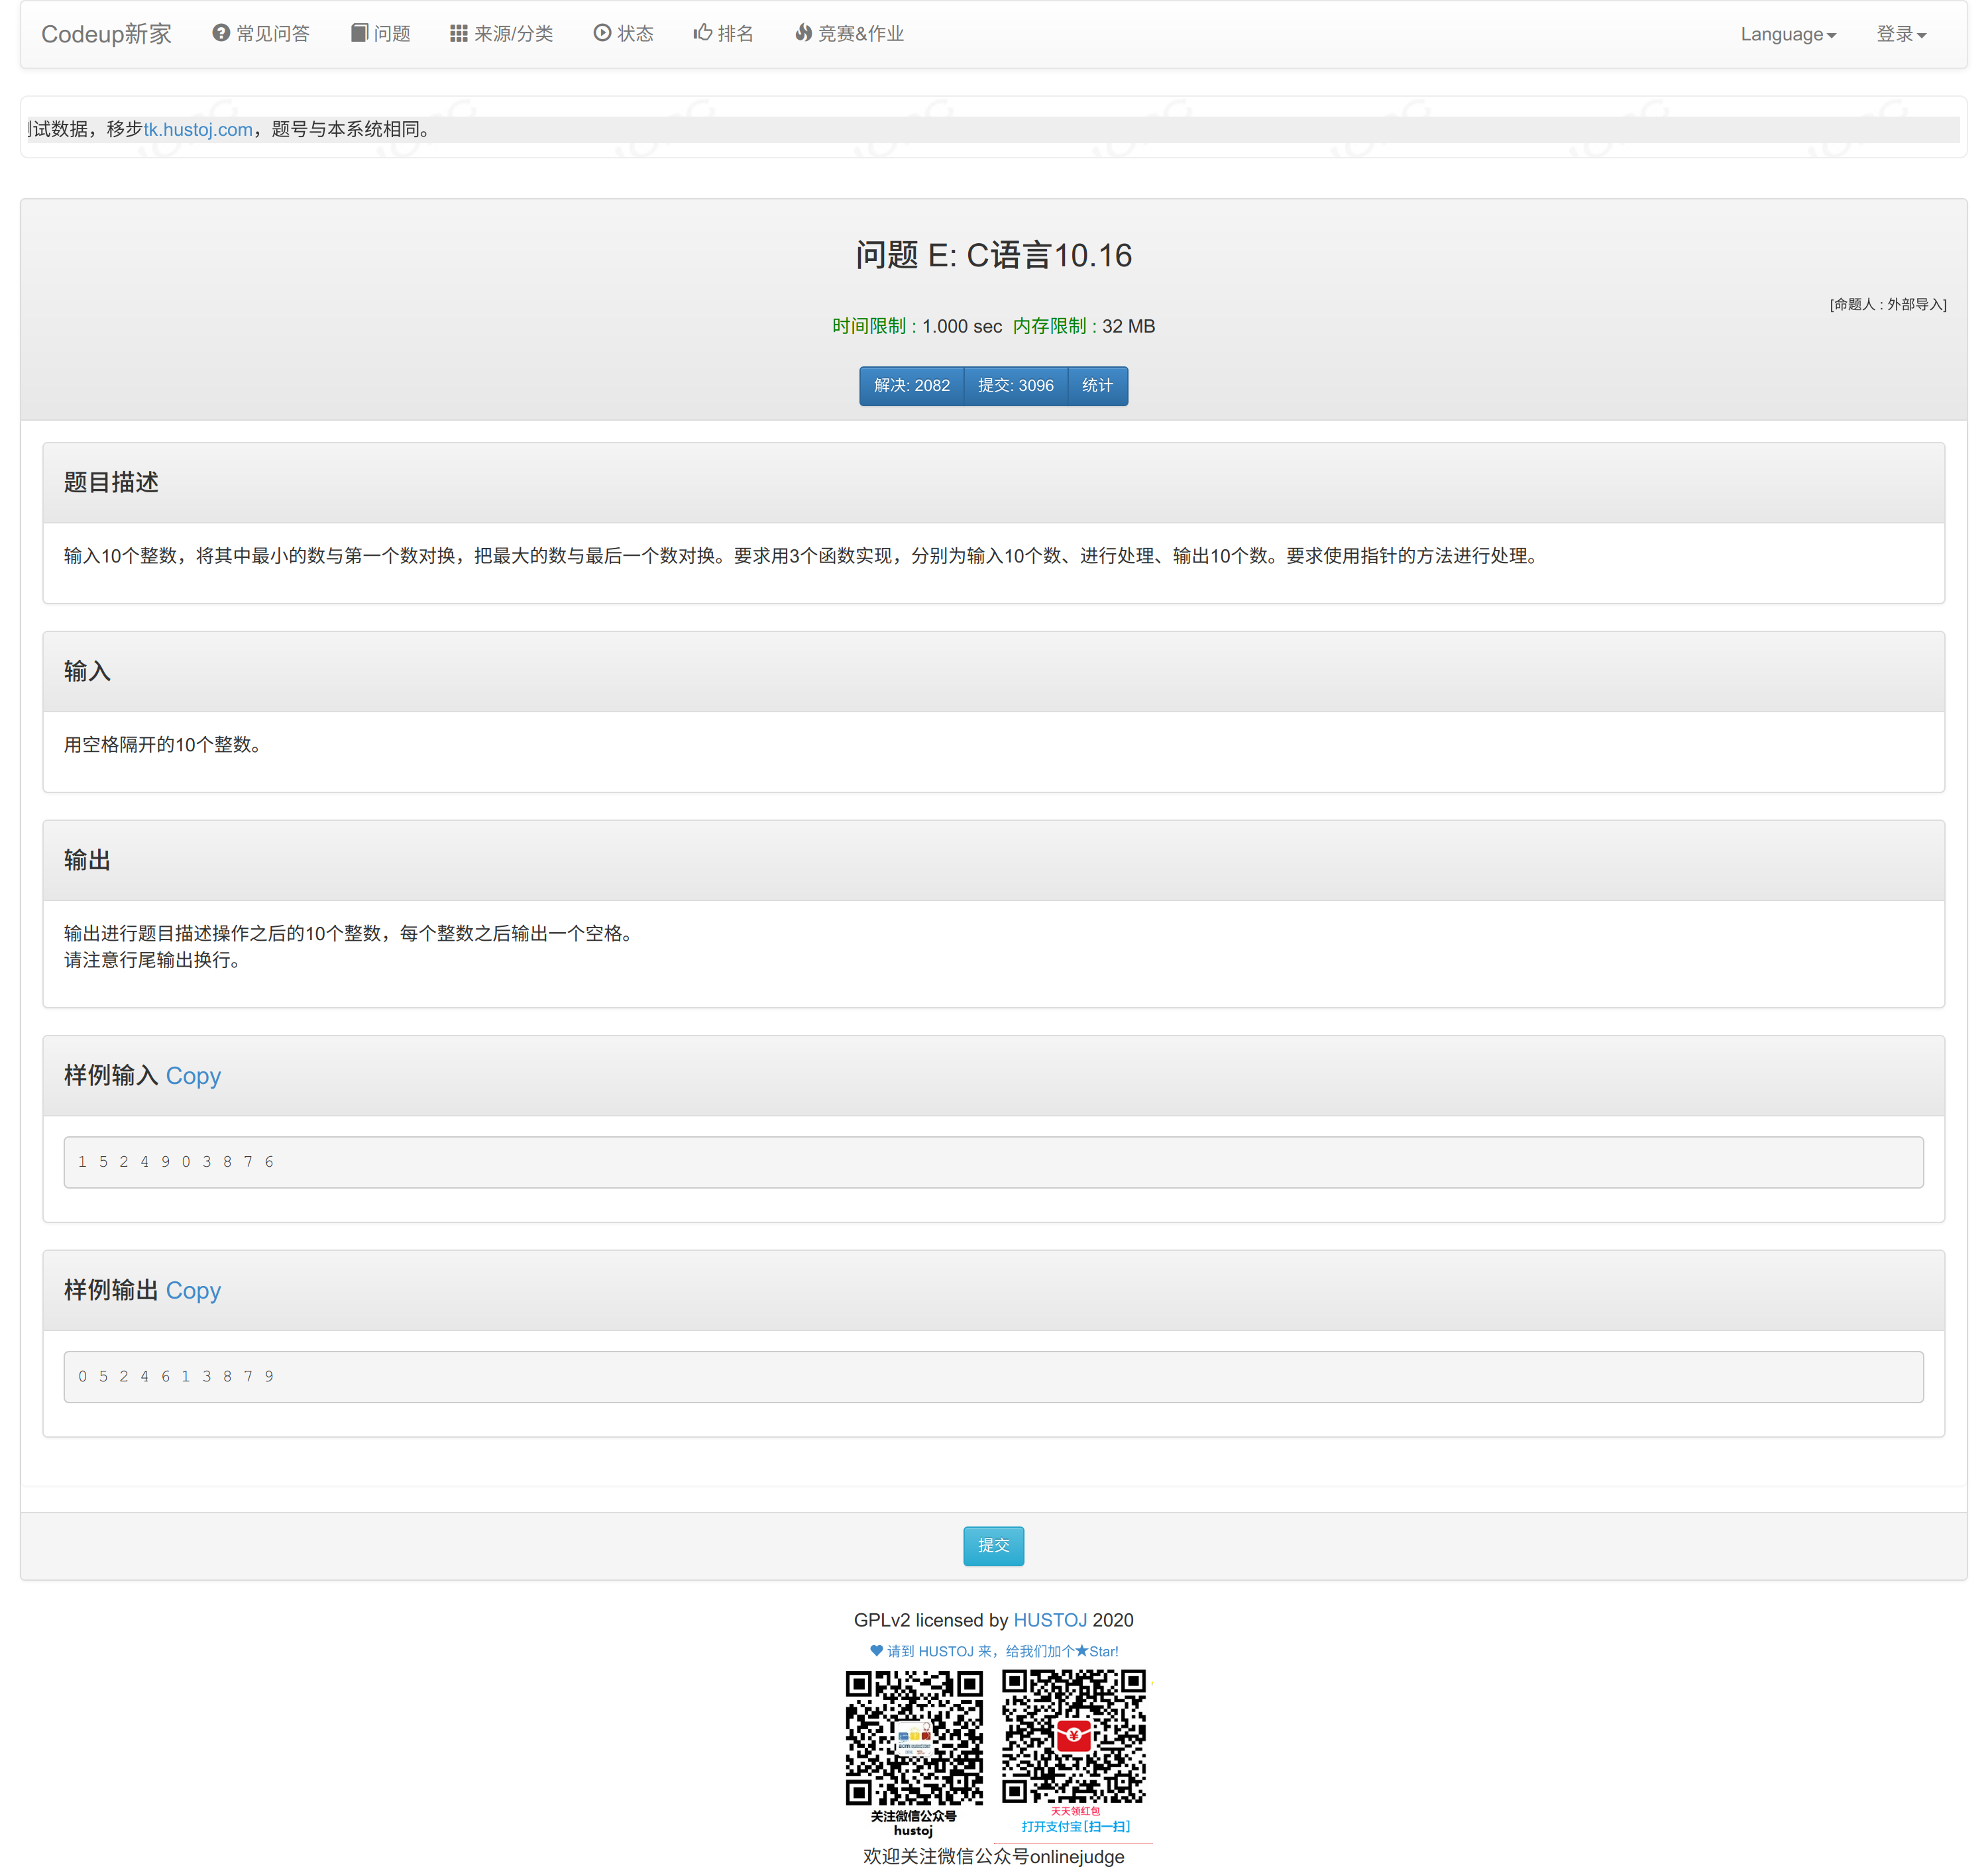 Codeup新家 常见问答 问题 来源/分类 状态 排名 竞赛&作业 Language 登录
试数据，移步tk.hustoj.com，题号与本系统相同。
问题 E: C语言10.16
[命题人 : 外部导入]
时间限制 : 1.000 sec 内存限制 : 32 MB
解决: 2082 提交: 3096 统计
题目描述
输入10个整数，将其中最小的数与第一个数对换，把最大的数与最后一个数对换。要求用3个函数实现，分别为输入10个数、进行处理、输出10个数。要求使用指针的方法进行处理。
输入
用空格隔开的10个整数。
输出
输出进行题目描述操作之后的10个整数，每个整数之后输出一个空格。
请注意行尾输出换行。
样例输入 Copy
1 5 2 4 9 0 3 8 7 6
样例输出 Copy
0 5 2 4 6 1 3 8 7 9
提交
GPLv2 licensed by HUSTOJ 2020
请到 HUSTOJ 来，给我们加个★Star!
关注微信公众号
hustoj
天天领红包
打开支付宝[扫一扫]
欢迎关注微信公众号onlinejudge